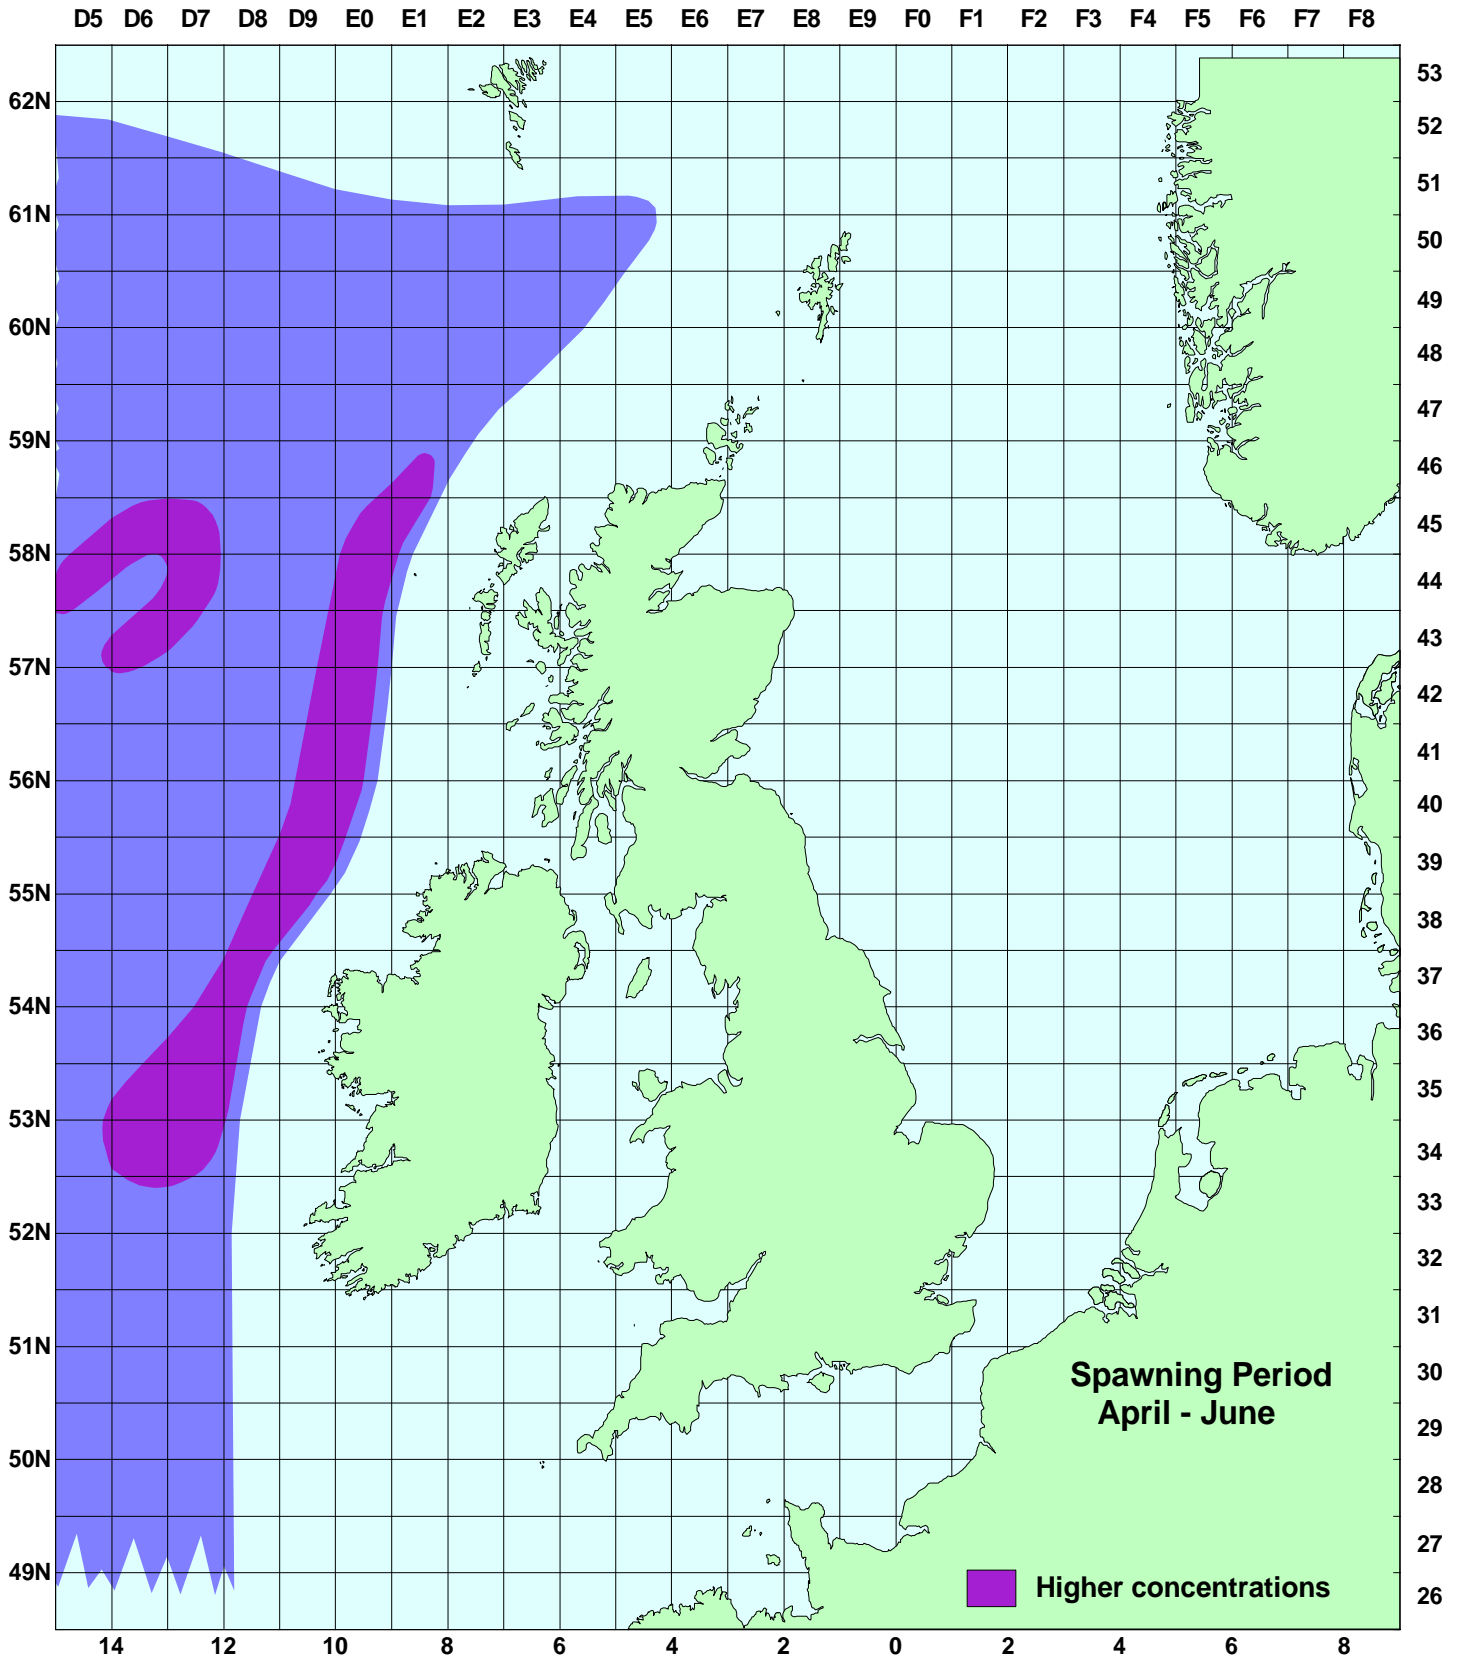 D5 D6 D7 D8 D9 E0 E1 E2 E3 E4 E5 E6 E7 E8 E9 F0 F1 F2 F3 F4 F5 F6 F7 F8
53
62N
52
51
61N
50
49
60N
48
47
59N
46
45
58N
44
43
57N
42
41
56N
40
39
55N
38
37
54N
36
35
53N
34
33
52N
32
31
51N
30
Spawning Period
April - June
29
50N
28
27
49N
26
Higher concentrations
14 12 10 8 6 4 2 0 2 4 6 8